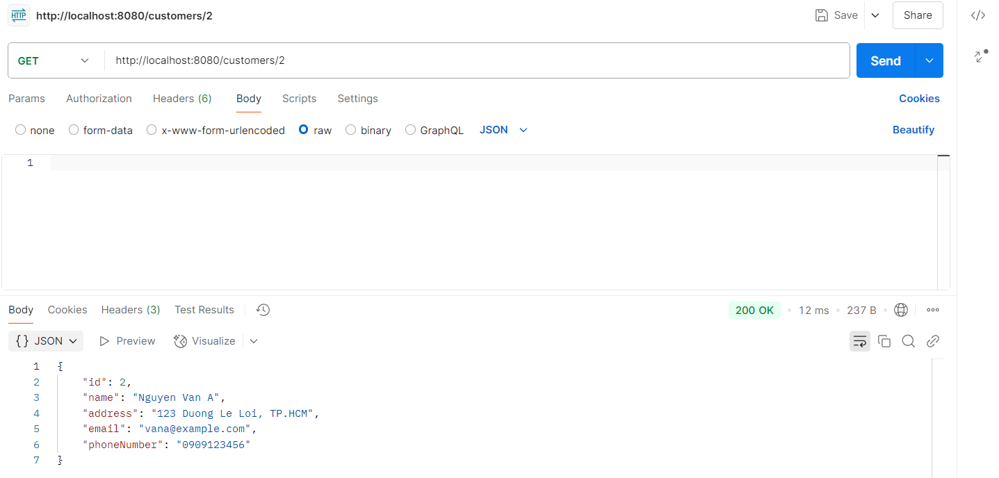 HTTP http://localhost:8080/customers/2 Save Share </>
GET http://localhost:8080/customers/2 Send
Params Authorization Headers (6) Body Scripts Settings Cookies
none form-data x-www-form-urlencoded raw binary GraphQL JSON Beautify
1
Body Cookies Headers (3) Test Results 200 OK • 12 ms • 237 B •
{} JSON Preview Visualize
1 {
2 "id": 2,
3 "name": "Nguyen Van A",
4 "address": "123 Duong Le Loi, TP.HCM",
5 "email": "vana@example.com",
6 "phoneNumber": "0909123456"
7 }